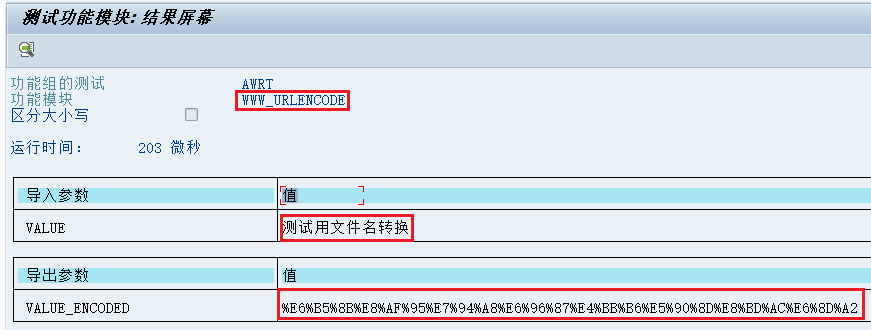 测试功能模块:结果屏幕
功能组的测试 AWRT
功能模块 WWW_URLENCODE
区分大小写
运行时间: 203 微秒
导入参数 值
VALUE 测试用文件名转换
导出参数 值
VALUE_ENCODED %E6%B5%8B%E8%AF%95%E7%94%A8%E6%96%87%E4%BB%B6%E5%90%8D%E8%BD%AC%E6%8D%A2